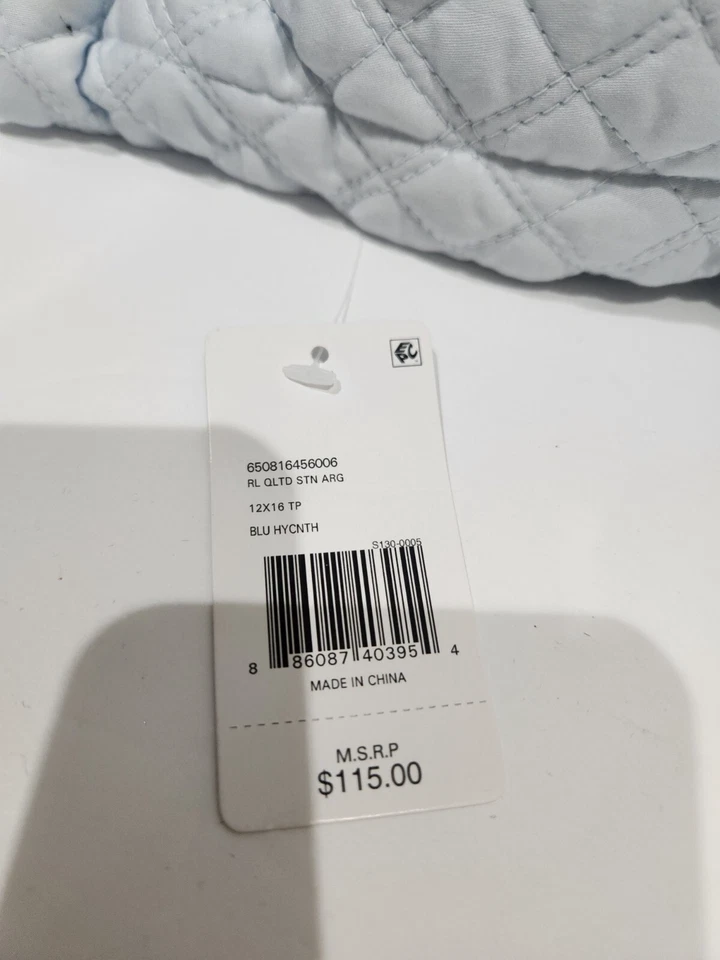 EPC
650816456006
RL QLTD STN ARG
12X16 TP
BLU HYCNTH
S130-0005
8 86087 40395 4
MADE IN CHINA
M.S.R.P
$115.00